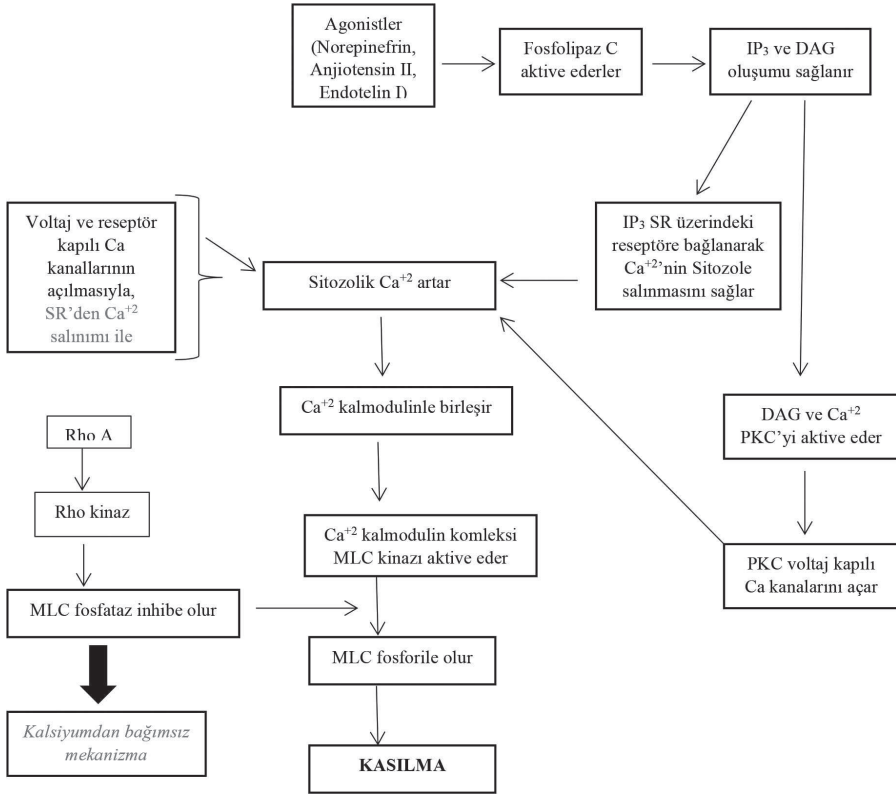 Agonistler
(Norepinefrin,
Anjiotensin II,
Endotelin I)
Fosfolipaz C
aktive ederler
IP₃ ve DAG
oluşumu sağlanır
Voltaj ve reseptör
kapılı Ca
kanallarının
açılmasıyla,
SR’den Ca⁺²
salınımı ile
Sitozolik Ca⁺² artar
IP₃ SR üzerindeki
reseptöre bağlanarak
Ca⁺²’nin Sitozole
salınmasını sağlar
Ca⁺² kalmodulinle birleşir
DAG ve Ca⁺²
PKC’yi aktive eder
Rho A
Rho kinaz
Ca⁺² kalmodulin komleksi
MLC kinazı aktive eder
PKC voltaj kapılı
Ca kanalarını açar
MLC fosfataz inhibe olur
MLC fosforile olur
Kalsiyumdan bağımsız
mekanizma
KASILMA